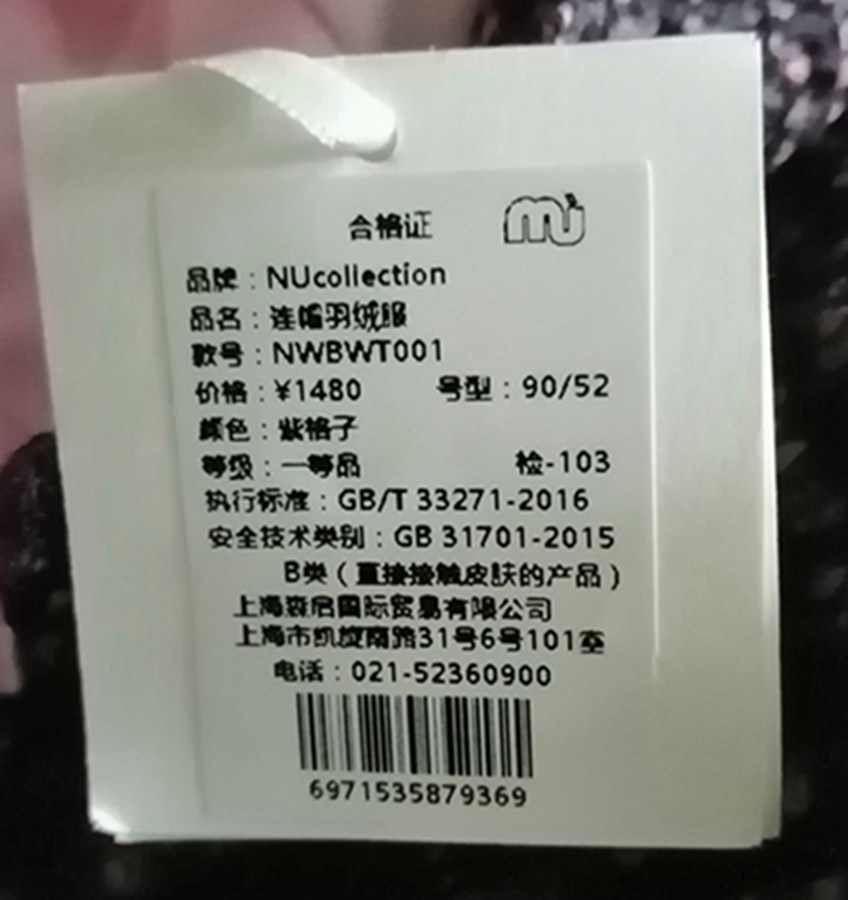 合格证 mu
品牌：NUcollection
品名：连帽羽绒服
款号：NWBWT001
价格：¥1480 号型：90/52
颜色：紫格子
等级：一等品 检-103
执行标准：GB/T 33271-2016
安全技术类别：GB 31701-2015
B类（直接接触皮肤的产品）
上海森启国际贸易有限公司
上海市凯旋南路31号6号101室
电话：021-52360900
6971535879369